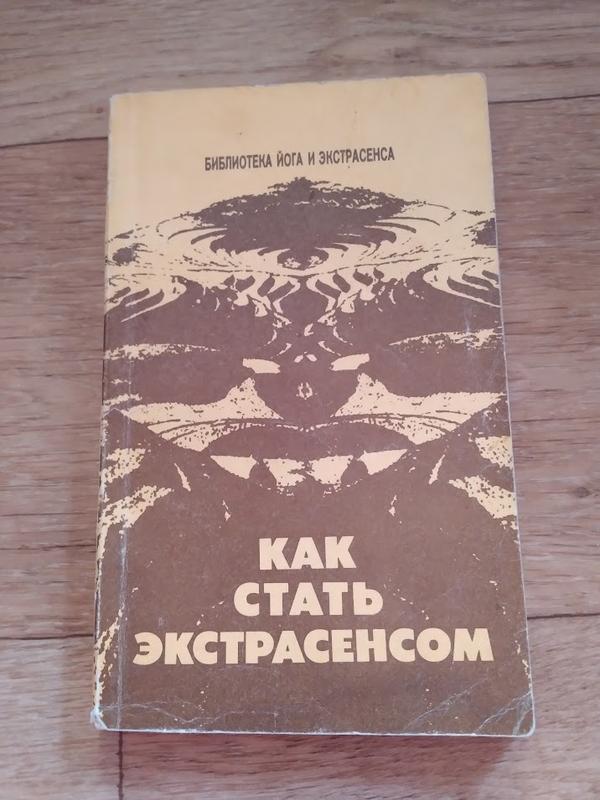 БИБЛИОТЕКА ЙОГА И ЭКСТРАСЕНСА
КАК
СТАТЬ
ЭКСТРАСЕНСОМ